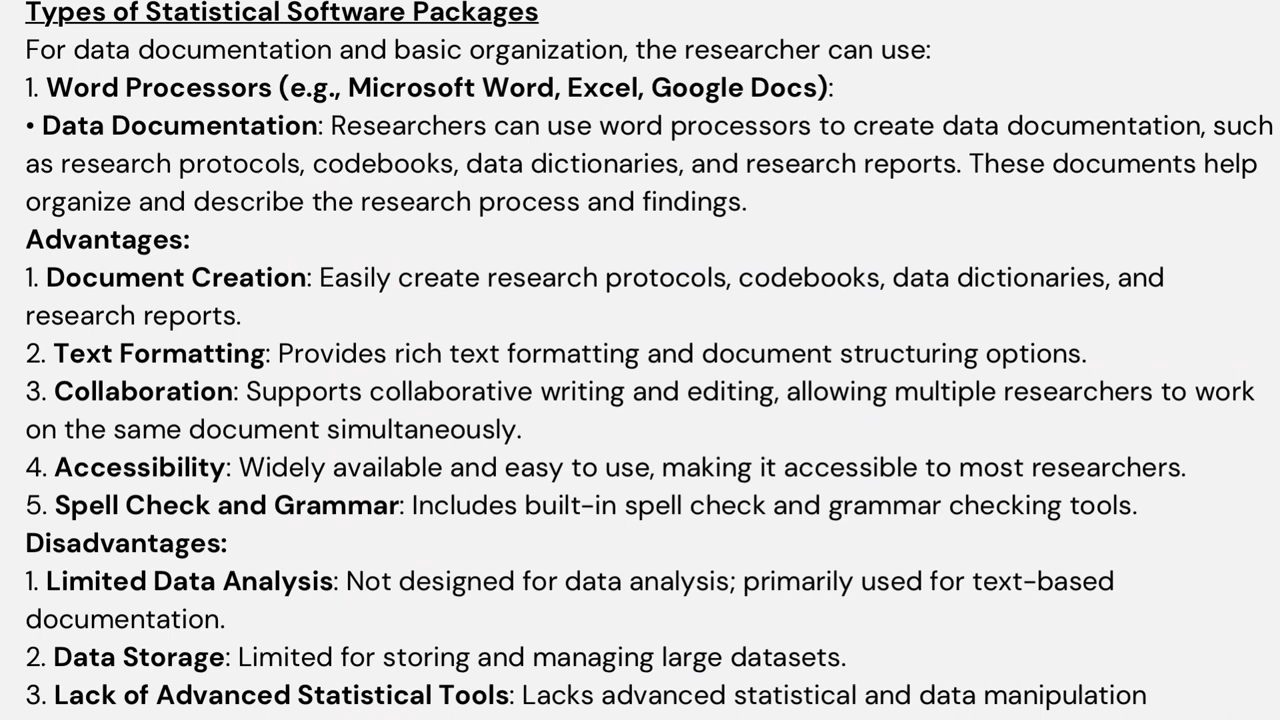 Types of Statistical Software Packages
For data documentation and basic organization, the researcher can use:
1. Word Processors (e.g., Microsoft Word, Excel, Google Docs):
• Data Documentation: Researchers can use word processors to create data documentation, such
as research protocols, codebooks, data dictionaries, and research reports. These documents help
organize and describe the research process and findings.
Advantages:
1. Document Creation: Easily create research protocols, codebooks, data dictionaries, and
research reports.
2. Text Formatting: Provides rich text formatting and document structuring options.
3. Collaboration: Supports collaborative writing and editing, allowing multiple researchers to work
on the same document simultaneously.
4. Accessibility: Widely available and easy to use, making it accessible to most researchers.
5. Spell Check and Grammar: Includes built-in spell check and grammar checking tools.
Disadvantages:
1. Limited Data Analysis: Not designed for data analysis; primarily used for text-based
documentation.
2. Data Storage: Limited for storing and managing large datasets.
3. Lack of Advanced Statistical Tools: Lacks advanced statistical and data manipulation